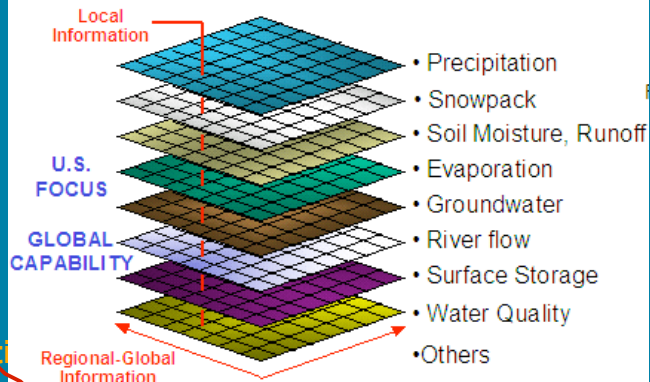 Local
Information
• Precipitation
• Snowpack
• Soil Moisture, Runoff
U.S.
FOCUS
• Evaporation
• Groundwater
GLOBAL
CAPABILITY
• River flow
• Surface Storage
• Water Quality
•Others
Regional-Global
Information